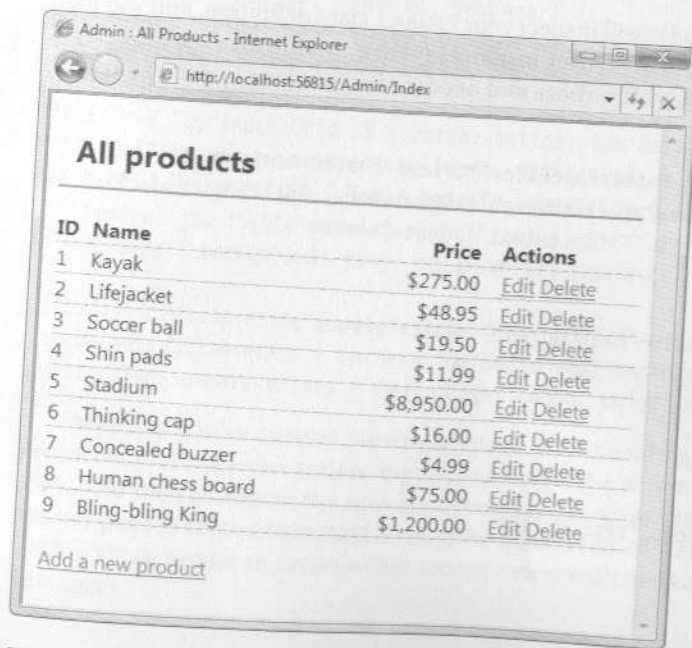 Admin : All Products - Internet Explorer
http://localhost:56815/Admin/Index
All products
ID Name Price Actions
1 Kayak $275.00 Edit Delete
2 Lifejacket $48.95 Edit Delete
3 Soccer ball $19.50 Edit Delete
4 Shin pads $11.99 Edit Delete
5 Stadium $8,950.00 Edit Delete
6 Thinking cap $16.00 Edit Delete
7 Concealed buzzer $4.99 Edit Delete
8 Human chess board $75.00 Edit Delete
9 Bling-bling King $1,200.00 Edit Delete
Add a new product